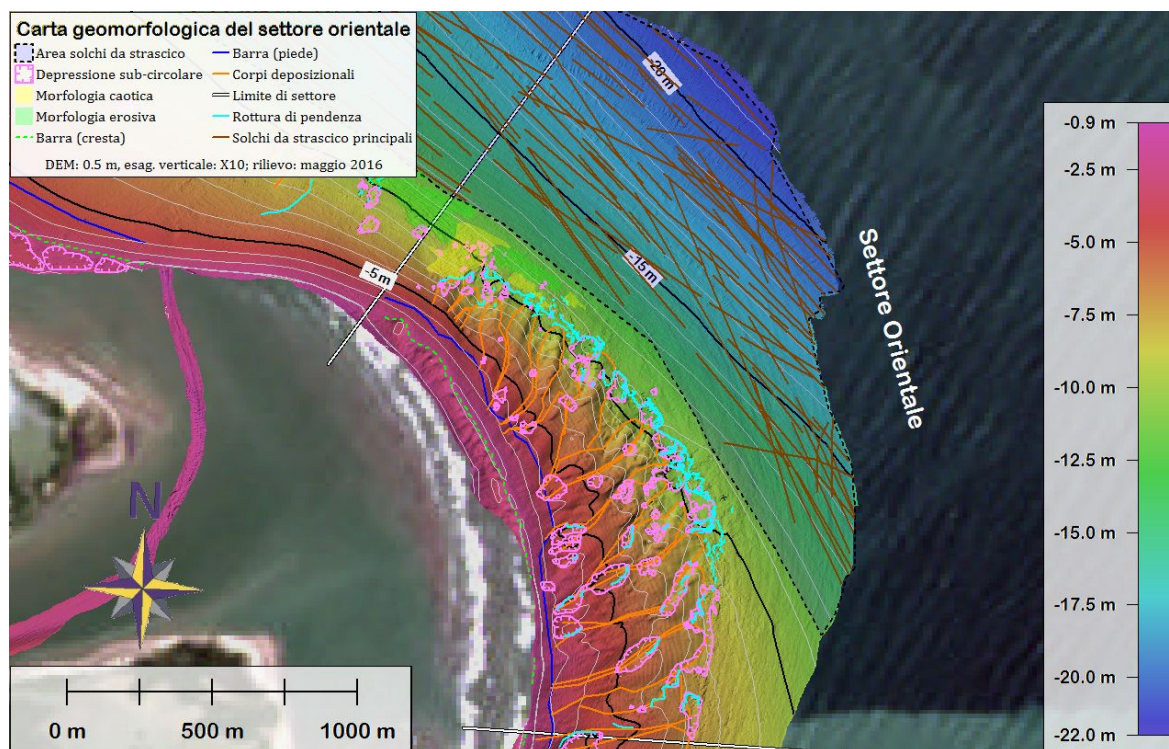 Carta geomorfologica del settore orientale
Area solchi da strascico
Barra (piede)
Depressione sub-circolare
Corpi deposizionali
Morfologia caotica
Limite di settore
Morfologia erosiva
Rottura di pendenza
Barra (cresta)
Solchi da strascico principali
DEM: 0.5 m, esag. verticale: X10; rilievo: maggio 2016
-20 m
-15 m
-5 m
Settore Orientale
N
0 m
500 m
1000 m
-0.9 m
-2.5 m
-5.0 m
-7.5 m
-10.0 m
-12.5 m
-15.0 m
-17.5 m
-20.0 m
-22.0 m